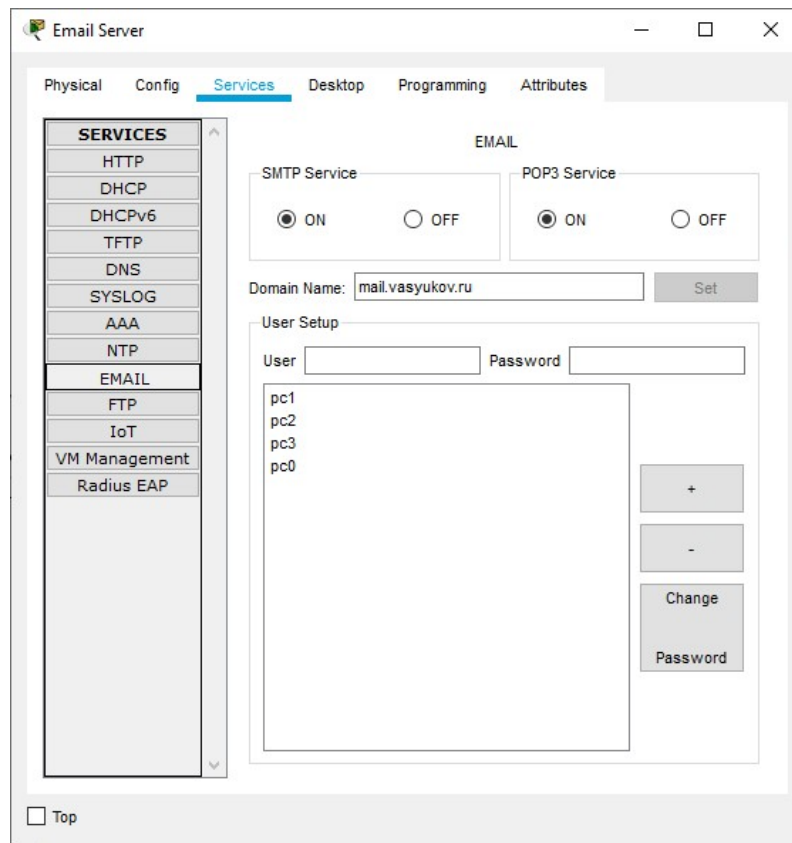 Email Server
Physical Config Services Desktop Programming Attributes
SERVICES
HTTP
DHCP
DHCPv6
TFTP
DNS
SYSLOG
AAA
NTP
EMAIL
FTP
IoT
VM Management
Radius EAP
EMAIL
SMTP Service
ON OFF
POP3 Service
ON OFF
Domain Name: mail.vasyukov.ru Set
User Setup
User Password
pc1
pc2
pc3
pc0
+
-
Change
Password
Top